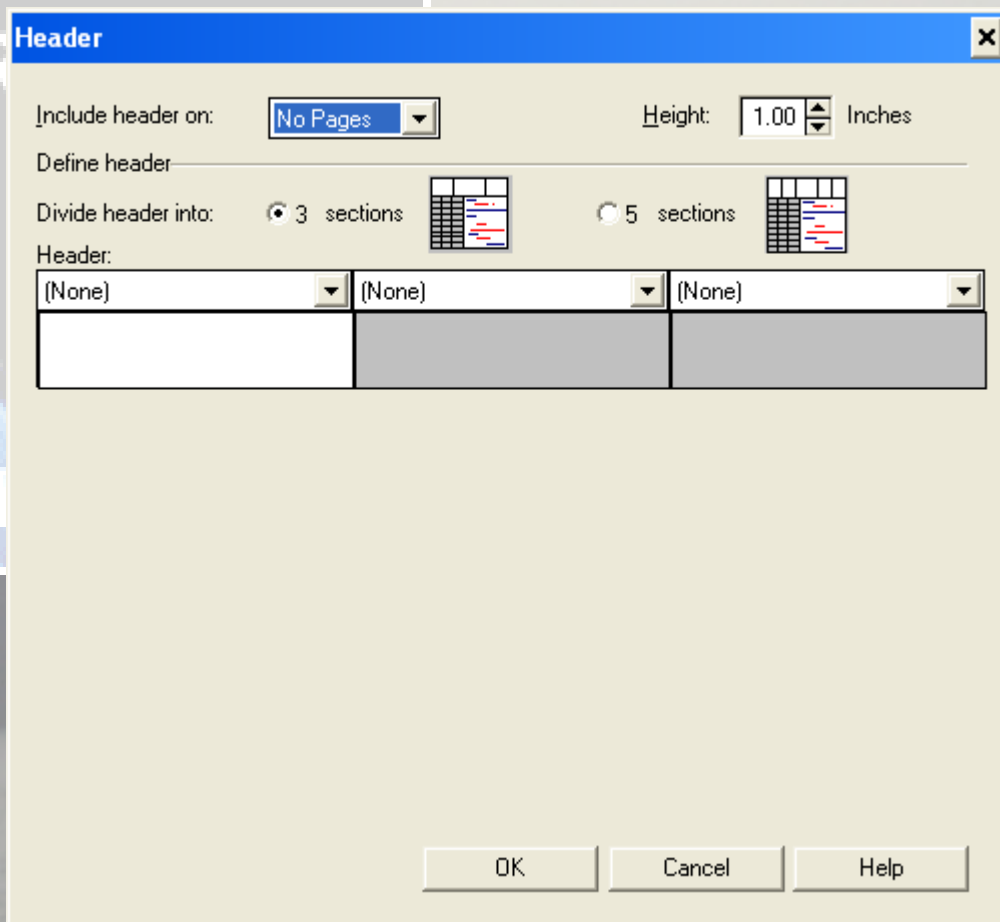 Header
Include header on: No Pages Height: 1.00 Inches
Define header
Divide header into: 3 sections 5 sections
Header:
(None) (None) (None)
OK Cancel Help